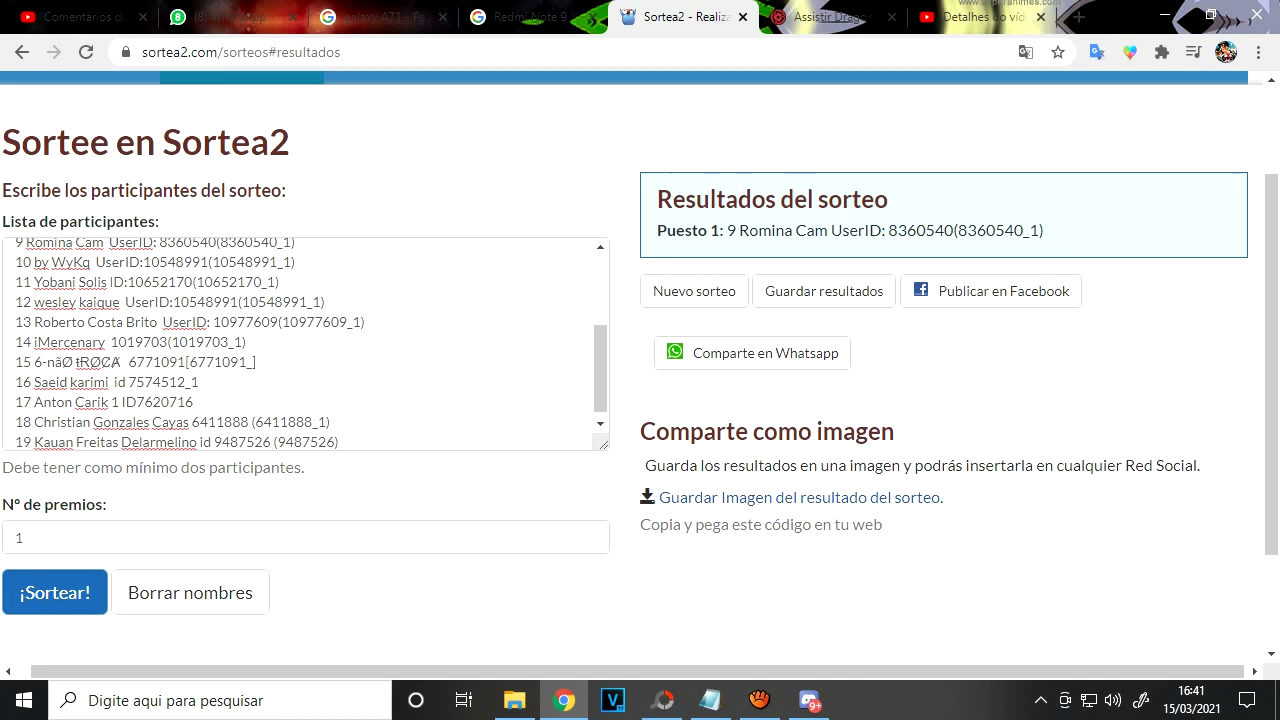 Comentários d
(8) WhatsApp
galaxy A71 - Pe
Redmi Note 9
Sortea2 - Realiza
Assistir Drago
Detalhes do víd
sortea2.com/sorteos#resultados
Sortee en Sortea2
Escribe los participantes del sorteo:
Lista de participantes:
9 Romina Cam UserID: 8360540(8360540_1)
10 by WyKq UserID:10548991(10548991_1)
11 Yobani Solis ID:10652170(10652170_1)
12 wesley kaique UserID:10548991(10548991_1)
13 Roberto Costa Brito UserID: 10977609(10977609_1)
14 iMercenary 1019703(1019703_1)
15 6-nãØ ŧRØȻȺ 6771091[6771091_]
16 Saeid karimi id 7574512_1
17 Anton Carik 1 ID7620716
18 Christian Gonzales Cayas 6411888 (6411888_1)
19 Kauan Freitas Delarmelino id 9487526 (9487526)
Debe tener como mínimo dos participantes.
Nº de premios:
1
¡Sortear!
Borrar nombres
Resultados del sorteo
Puesto 1: 9 Romina Cam UserID: 8360540(8360540_1)
Nuevo sorteo
Guardar resultados
Publicar en Facebook
Comparte en Whatsapp
Comparte como imagen
Guarda los resultados en una imagen y podrás insertarla en cualquier Red Social.
Guardar Imagen del resultado del sorteo.
Copia y pega este código en tu web
Digite aqui para pesquisar
9+
16:41
15/03/2021